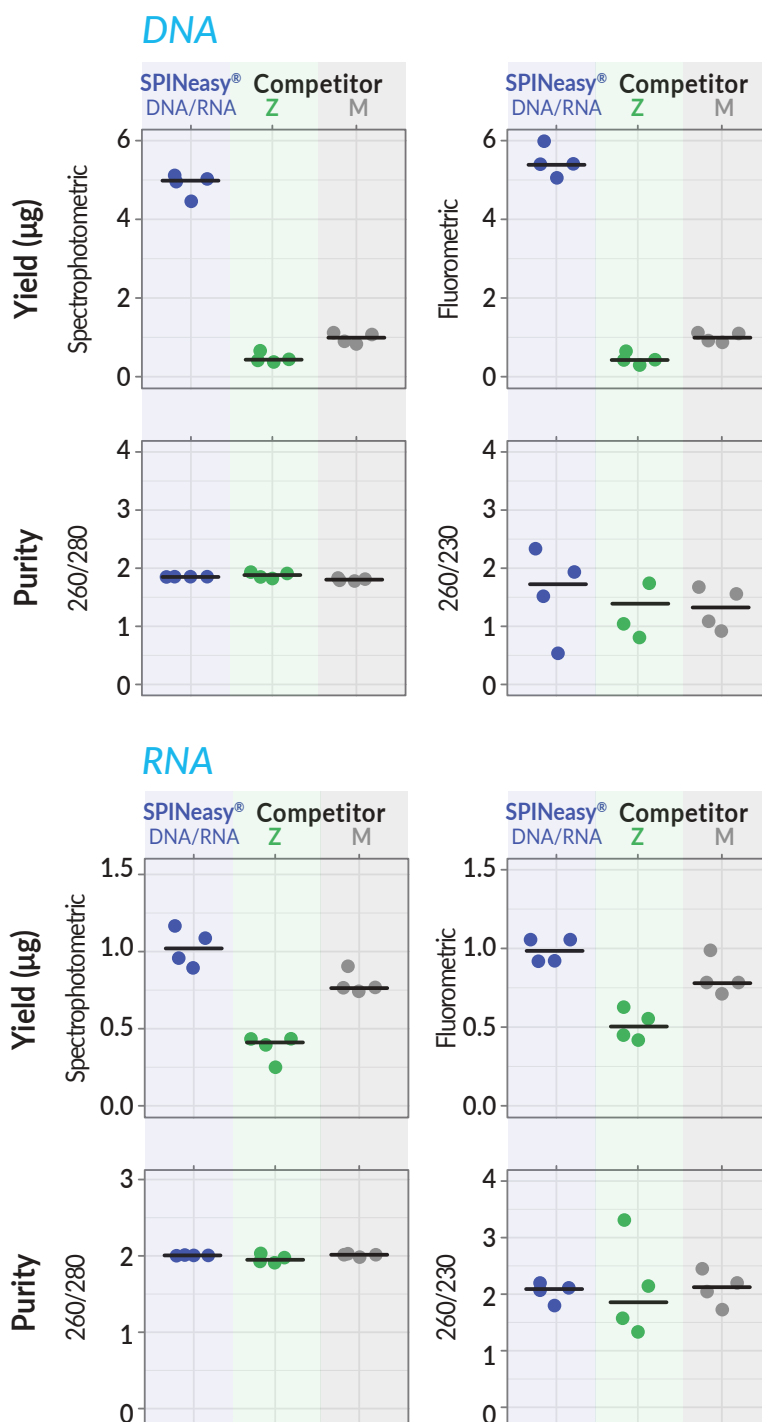 DNA
SPINeasy® Competitor
DNA/RNA Z M
SPINeasy® Competitor
DNA/RNA Z M
Yield (µg)
Spectrophotometric
6
4
2
0
Fluorometric
6
4
2
0
Purity
260/280
4
3
2
1
0
260/230
4
3
2
1
0
RNA
SPINeasy® Competitor
DNA/RNA Z M
SPINeasy® Competitor
DNA/RNA Z M
Yield (µg)
Spectrophotometric
1.5
1.0
0.5
0.0
Fluorometric
1.5
1.0
0.5
0.0
Purity
260/280
3
2
1
0
260/230
4
3
2
1
0